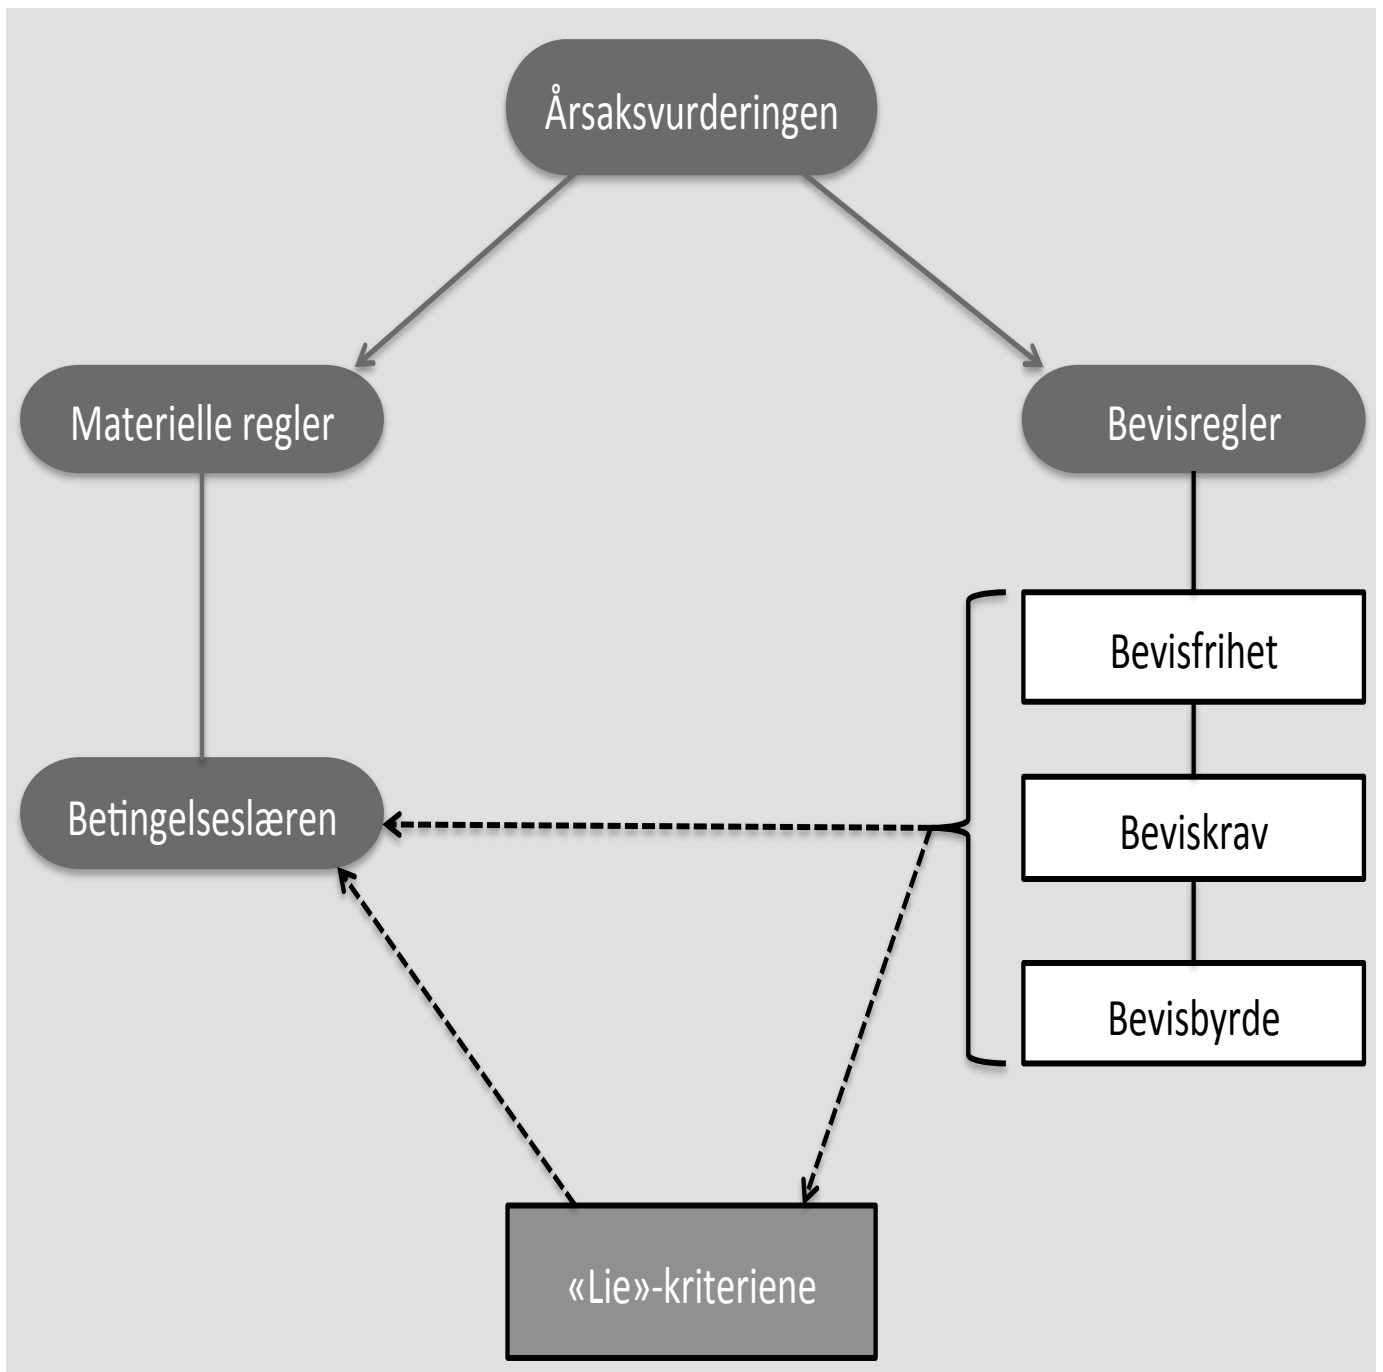 Årsaksvurderingen
Materielle regler
Bevisregler
Bevisfrihet
Betingelseslæren
Beviskrav
Bevisbyrde
«Lie»-kriteriene